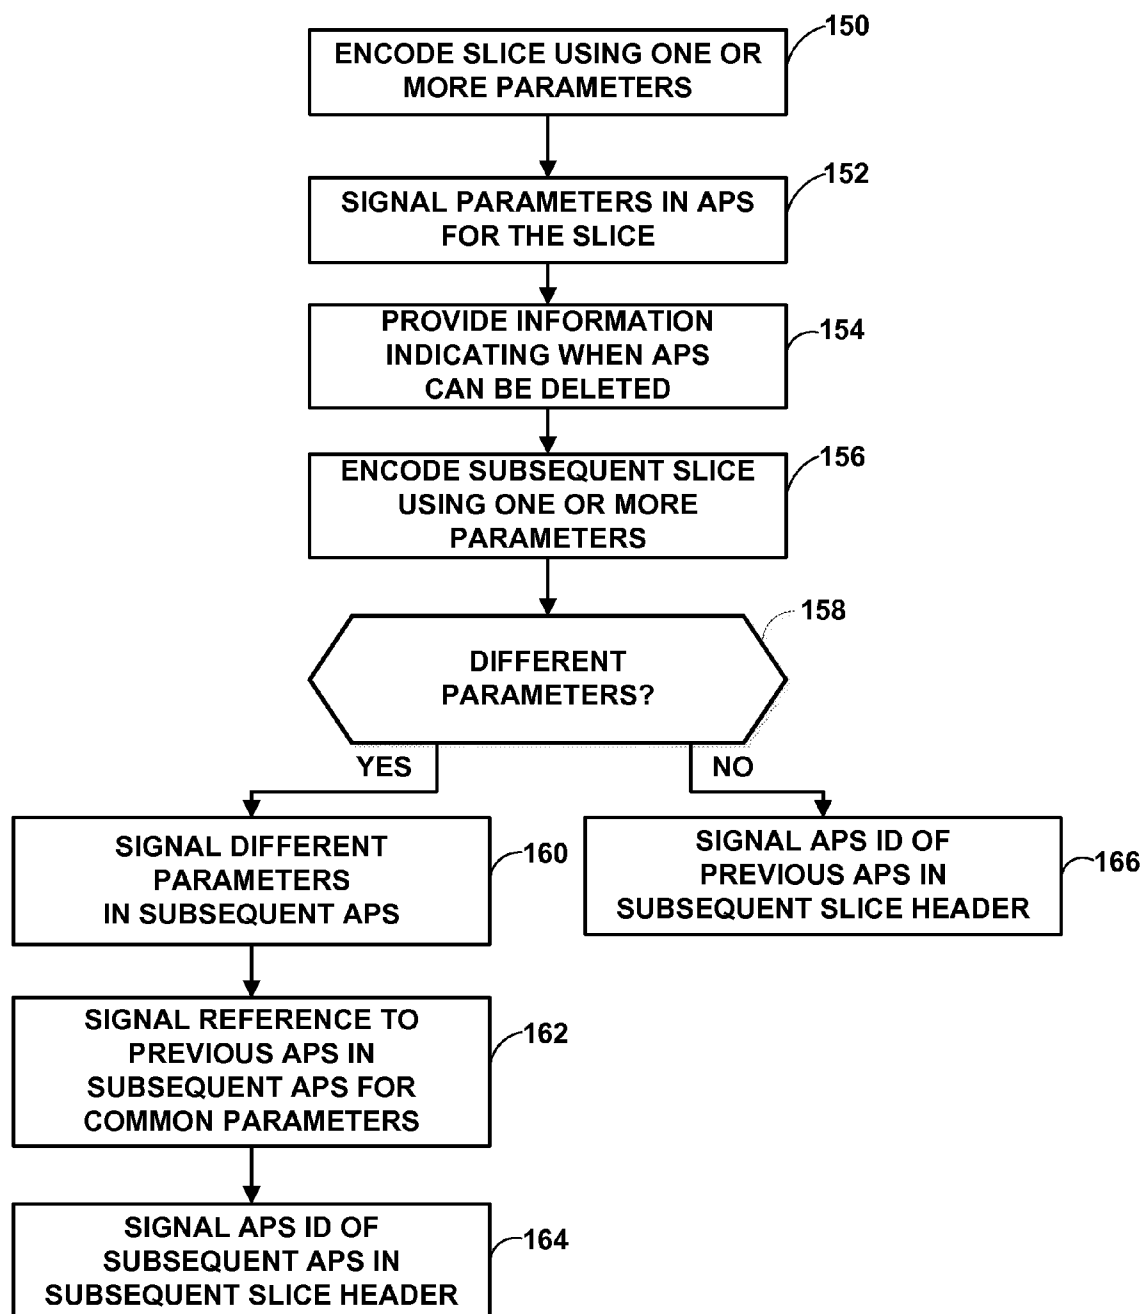 150
ENCODE SLICE USING ONE OR
MORE PARAMETERS
152
SIGNAL PARAMETERS IN APS
FOR THE SLICE
154
PROVIDE INFORMATION
INDICATING WHEN APS
CAN BE DELETED
156
ENCODE SUBSEQUENT SLICE
USING ONE OR MORE
PARAMETERS
158
DIFFERENT
PARAMETERS?
YES
NO
160
SIGNAL DIFFERENT
PARAMETERS
IN SUBSEQUENT APS
166
SIGNAL APS ID OF
PREVIOUS APS IN
SUBSEQUENT SLICE HEADER
162
SIGNAL REFERENCE TO
PREVIOUS APS IN
SUBSEQUENT APS FOR
COMMON PARAMETERS
164
SIGNAL APS ID OF
SUBSEQUENT APS IN
SUBSEQUENT SLICE HEADER